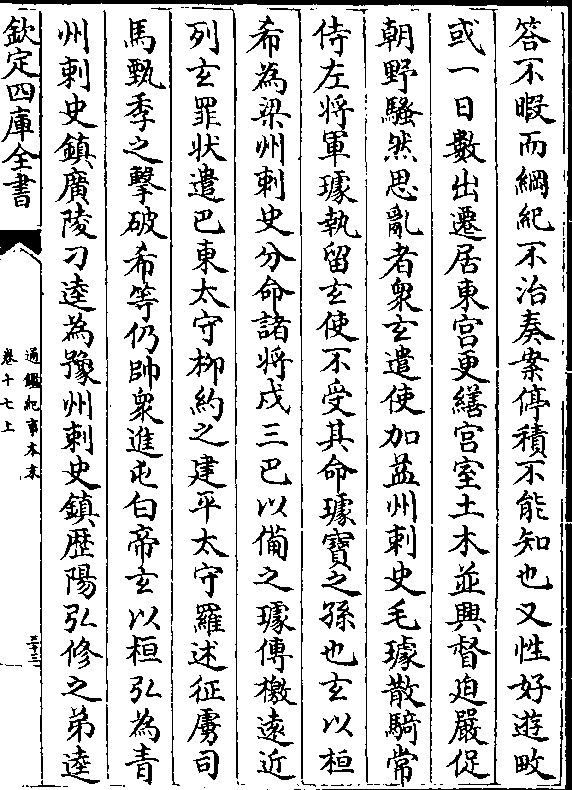 答不暇而綱紀不治奏案停積不能知也又性好遊畋
或一日數出遷居東宫更繕宫室土木並興督迫嚴促
朝野騷然思亂者衆玄遣使加益州刺史毛璩散騎常
侍左將軍璩執留玄使不受其命璩寶之孫也玄以桓
希為梁州刺史分命諸將戍三巴以備之璩傳檄遠近
列玄罪狀遣巴東太守柳約之建平太守羅述征虜司
馬甄季之擊破希等仍帥衆進屯白帝玄以桓弘為青
州刺史鎮廣陵刁逵為豫州刺史鎮歴陽弘修之弟逵
欽定四庫全書
通鑑紀事本末
卷十七上
三十三